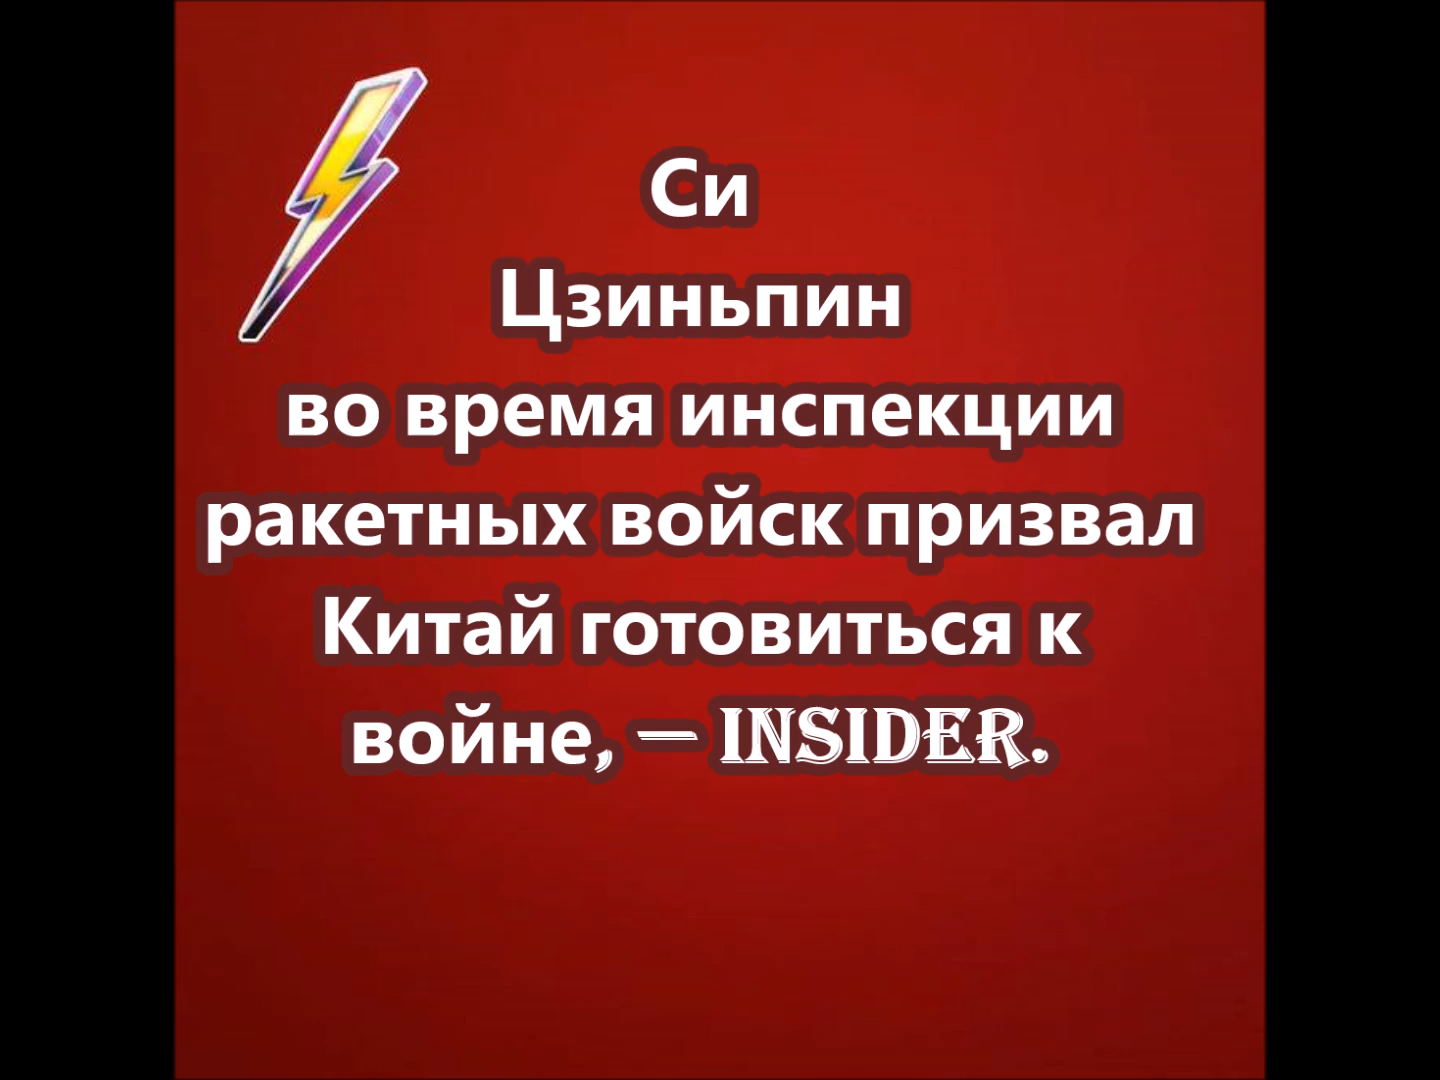 Си
Цзиньпин
во время инспекции
ракетных войск призвал
Китай готовиться к
войне, — INSIDER.